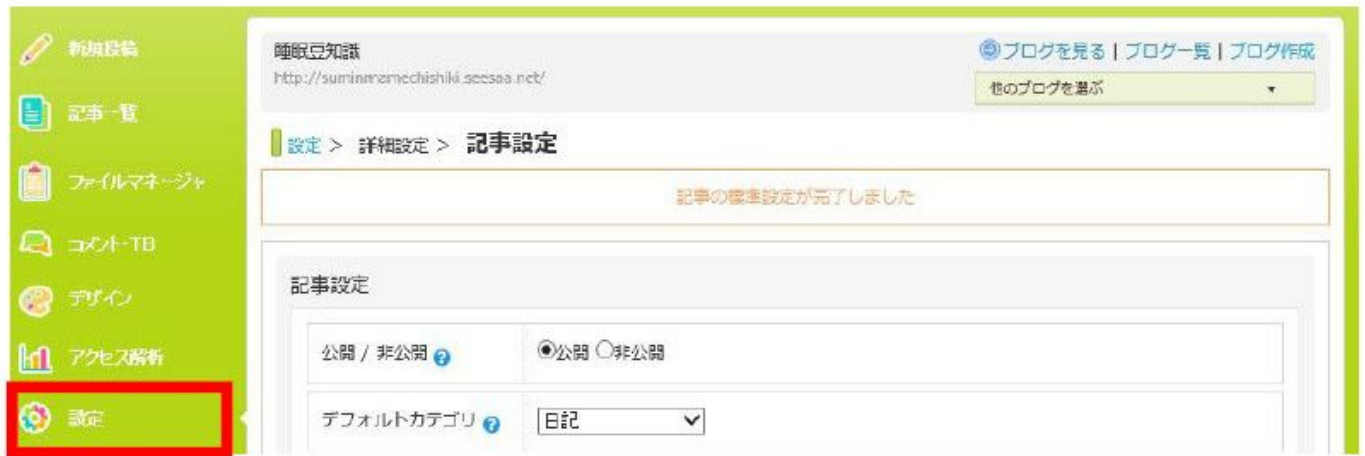 新規投稿
記事一覧
ファイルマネージャ
コメント・TB
デザイン
アクセス解析
設定
睡眠豆知識
http://suminmamechishiki.seesaa.net/
ブログを見る | ブログ一覧 | ブログ作成
他のブログを選ぶ
設定 > 詳細設定 > 記事設定
記事の標準設定が完了しました
記事設定
公開 / 非公開
公開 非公開
デフォルトカテゴリ
日記